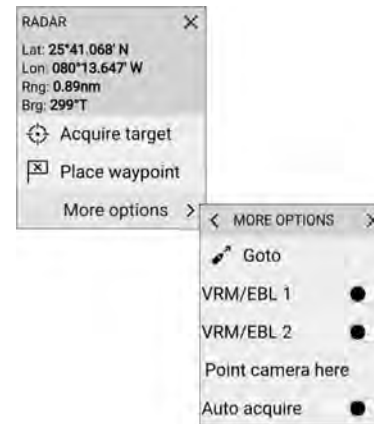 RADAR
Lat: 25°41.068' N
Lon: 080°13.647' W
Rng: 0.89nm
Brg: 299°T
Acquire target
Place waypoint
More options
MORE OPTIONS
Goto
VRM/EBL 1
VRM/EBL 2
Point camera here
Auto acquire